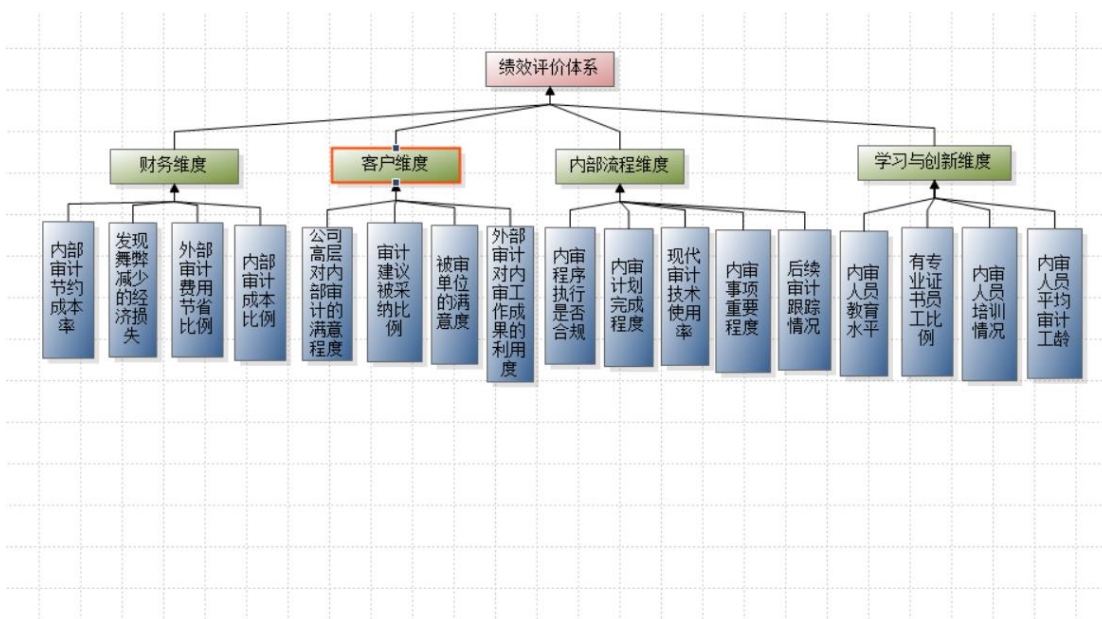 绩效评价体系
财务维度
客户维度
内部流程维度
学习与创新维度
内部
审计
节约
成本
率
发现
舞弊
减少
的经
济损
失
外部
审计
费用
节省
比例
内部
审计
成本
比例
公司
高层
对内
部审
计的
满意
程度
审计
建议
被采
纳比
例
被审
单位
的满
意度
外部
审计
对内
审工
作成
果的
利用
度
内审
程序
执行
是否
合规
内审
计划
完成
程度
现代
审计
技术
使用
率
内审
事项
重要
程度
后续
审计
跟踪
情况
内审
人员
教育
水平
有专
业证
书员
工比
例
内审
人员
培训
情况
内审
人员
平均
审计
工龄